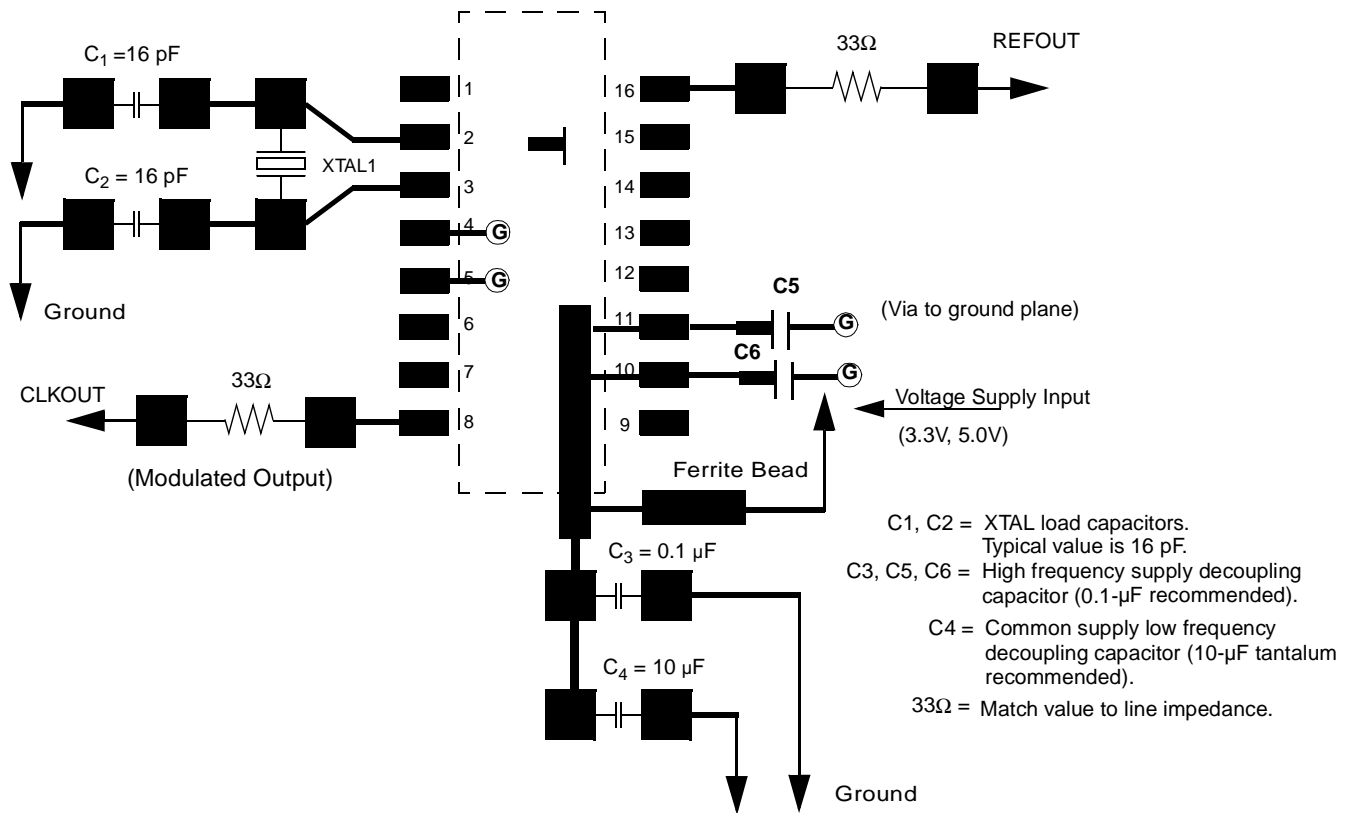 C1 =16 pF
33Ω
REFOUT
1
16
2
15
XTAL1
C2 = 16 pF
3
14
4
G
13
5
G
12
C5
Ground
(Via to ground plane)
6
11
G
C6
7
10
G
33Ω
CLKOUT
Voltage Supply Input
8
9
(3.3V, 5.0V)
(Modulated Output)
Ferrite Bead
C1, C2 = XTAL load capacitors.
Typical value is 16 pF.
C3 = 0.1 µF
C3, C5, C6 = High frequency supply decoupling
capacitor (0.1-µF recommended).
C4 = Common supply low frequency
decoupling capacitor (10-µF tantalum
recommended).
C4 = 10 µF
33Ω = Match value to line impedance.
Ground